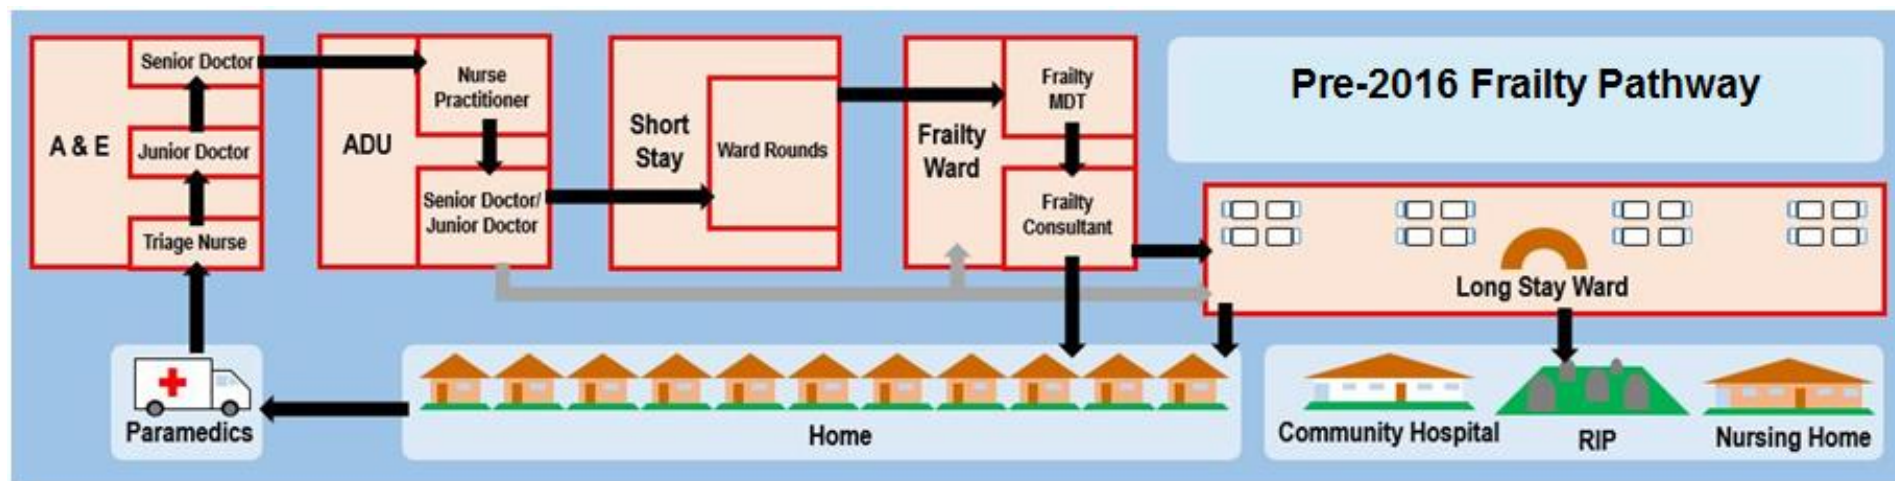 Pre-2016 Frailty Pathway
A & E
Senior Doctor
Junior Doctor
Triage Nurse
ADU
Nurse
Practitioner
Senior Doctor/
Junior Doctor
Short
Stay
Ward Rounds
Frailty
Ward
Frailty
MDT
Frailty
Consultant
Long Stay Ward
Paramedics
Home
Community Hospital
RIP
Nursing Home